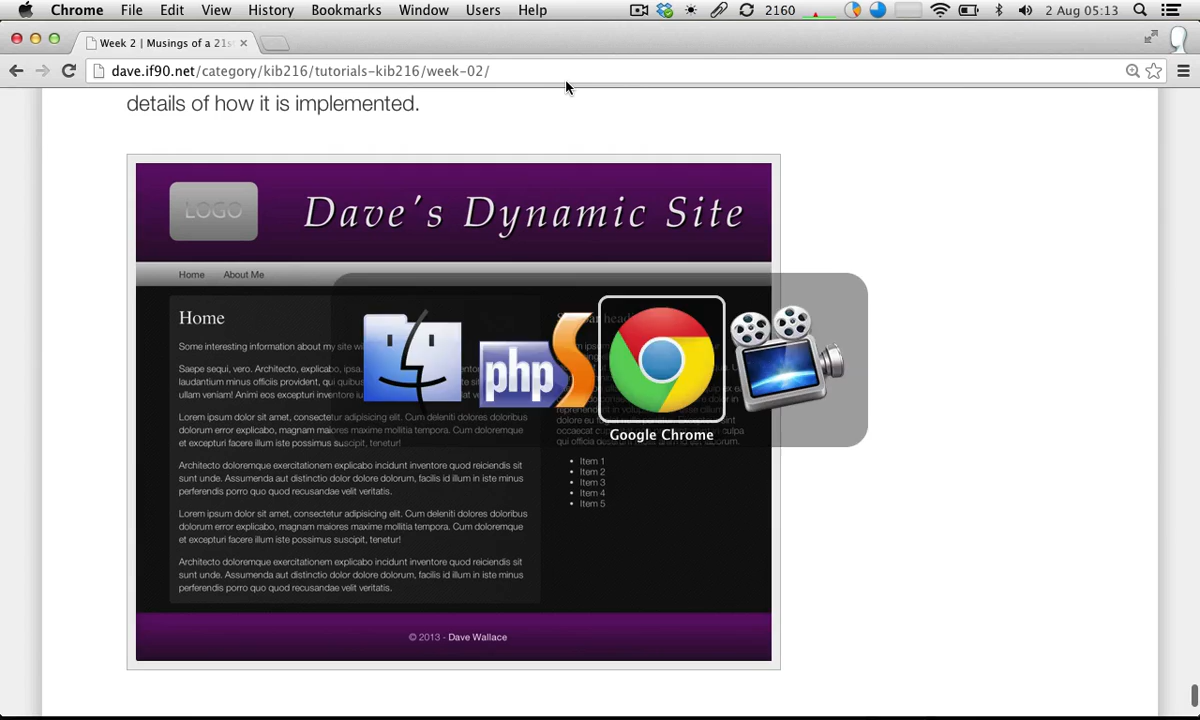 Chrome File Edit View History Bookmarks Window Users Help 2160 2 Aug 05:13
Week 2 | Musings of a 21s
dave.if90.net/category/kib216/tutorials-kib216/week-02/
details of how it is implemented.
LOGO
Dave's Dynamic Site
Home About Me
Home
Some interesting information about my site wi
Saepe sequi, vero. Architecto, explicabo, ipsa.
laudantium minus officiis provident, qui quibus
ullam veniam! Animi eos excepturi inventore iu
Lorem ipsum dolor sit amet, consectetur adipisicing elit. Cum deleniti dolores doloribus
dolorum error explicabo, magnam maiores maxime mollitia tempora. Cum doloremque
et excepturi facere illum iste possimus suscipit, tenetur!
Architecto doloremque exercitationem explicabo incidunt inventore quod reiciendis sit
sunt unde. Assumenda aut distinctio dolor dolore dolorum, facilis id illum in iste minus
perferendis porro quo quod recusandae velit veritatis.
Lorem ipsum dolor sit amet, consectetur adipisicing elit. Cum deleniti dolores doloribus
dolorum error explicabo, magnam maiores maxime mollitia tempora. Cum doloremque
et excepturi facere illum iste possimus suscipit, tenetur!
Architecto doloremque exercitationem explicabo incidunt inventore quod reiciendis sit
sunt unde. Assumenda aut distinctio dolor dolore dolorum, facilis id illum in iste minus
perferendis porro quo quod recusandae velit veritatis.
php
S
Google Chrome
qui officia
Item 1
Item 2
Item 3
Item 4
Item 5
© 2013 - Dave Wallace